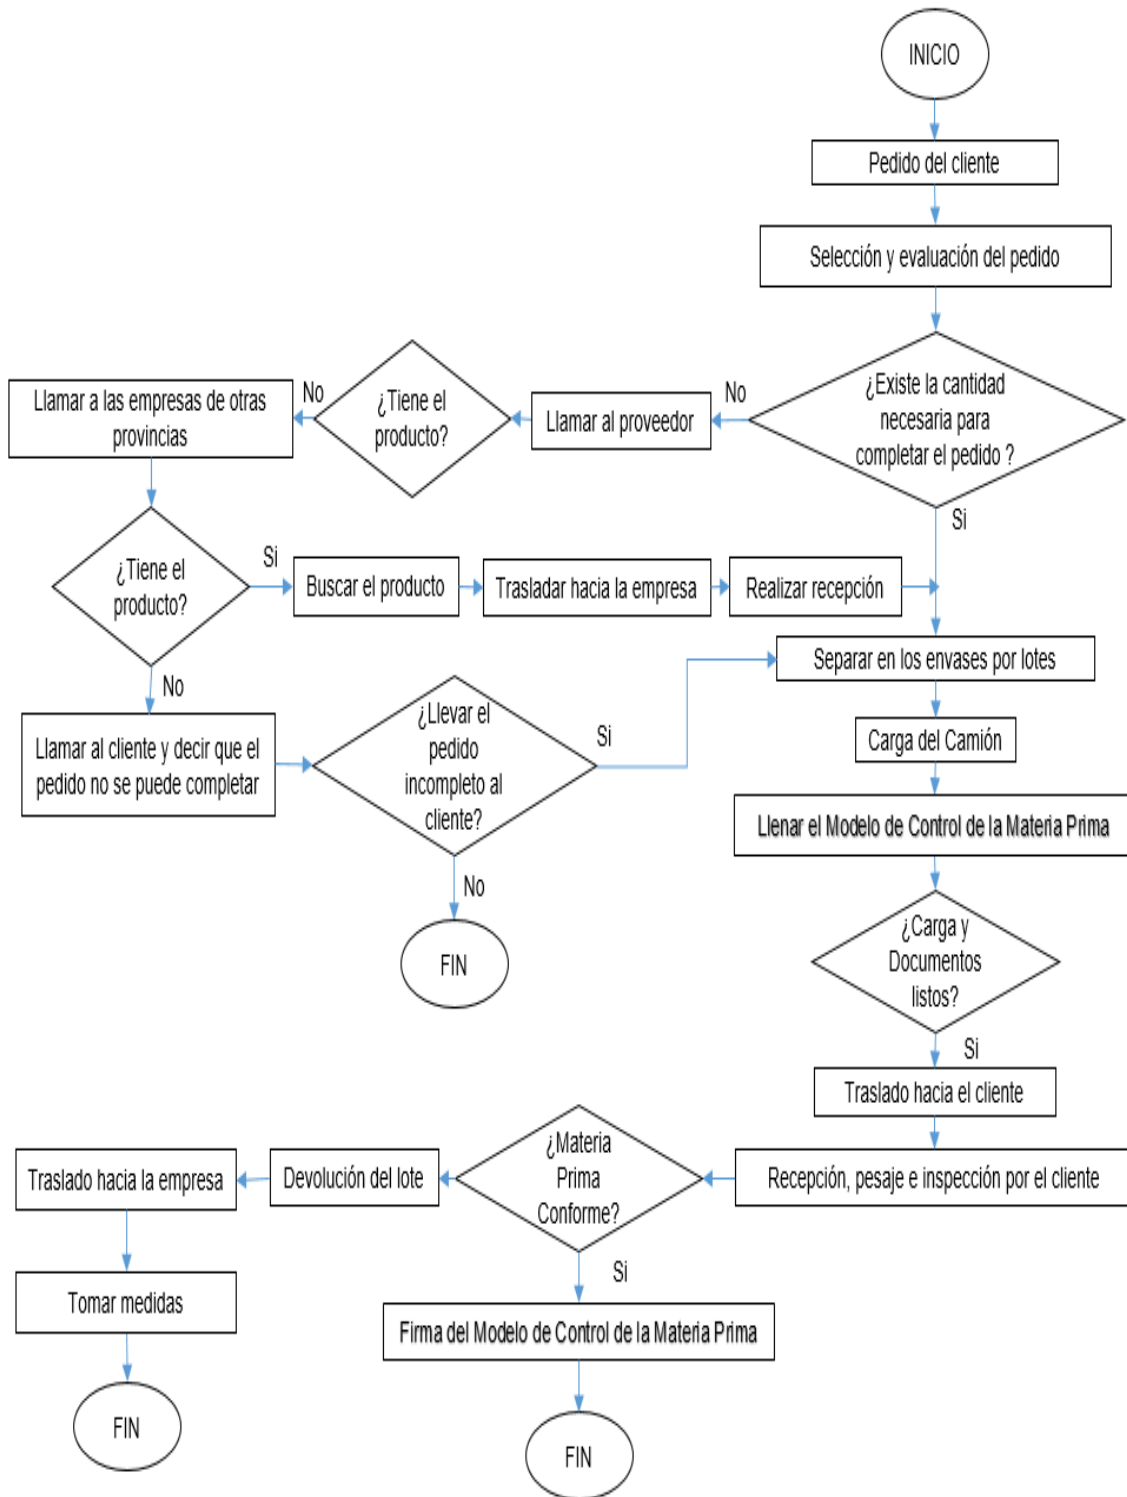 INICIO
Pedido del cliente
Selección y evaluación del pedido
¿Existe la cantidad
necesaria para
completar el pedido ?
No
Llamar al proveedor
¿Tiene el
producto?
No
Llamar a las empresas de otras
provincias
Si
¿Tiene el
producto?
Si
Buscar el producto
Trasladar hacia la empresa
Realizar recepción
No
Separar en los envases por lotes
Llamar al cliente y decir que el
pedido no se puede completar
¿Llevar el
pedido
incompleto al
cliente?
Si
Carga del Camión
Llenar el Modelo de Control de la Materia Prima
No
FIN
¿Carga y
Documentos
listos?
Si
Traslado hacia el cliente
Recepción, pesaje e inspección por el cliente
¿Materia
Prima
Conforme?
Devolución del lote
Traslado hacia la empresa
Si
Tomar medidas
Firma del Modelo de Control de la Materia Prima
FIN
FIN